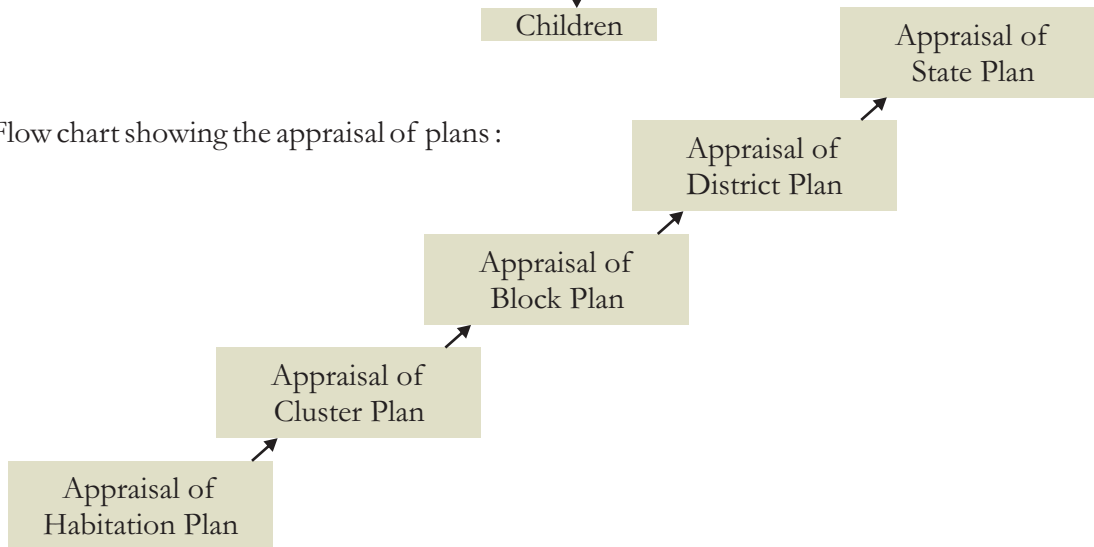 Children
Appraisal of
State Plan
Flow chart showing the appraisal of plans :
Appraisal of
District Plan
Appraisal of
Block Plan
Appraisal of
Cluster Plan
Appraisal of
Habitation Plan